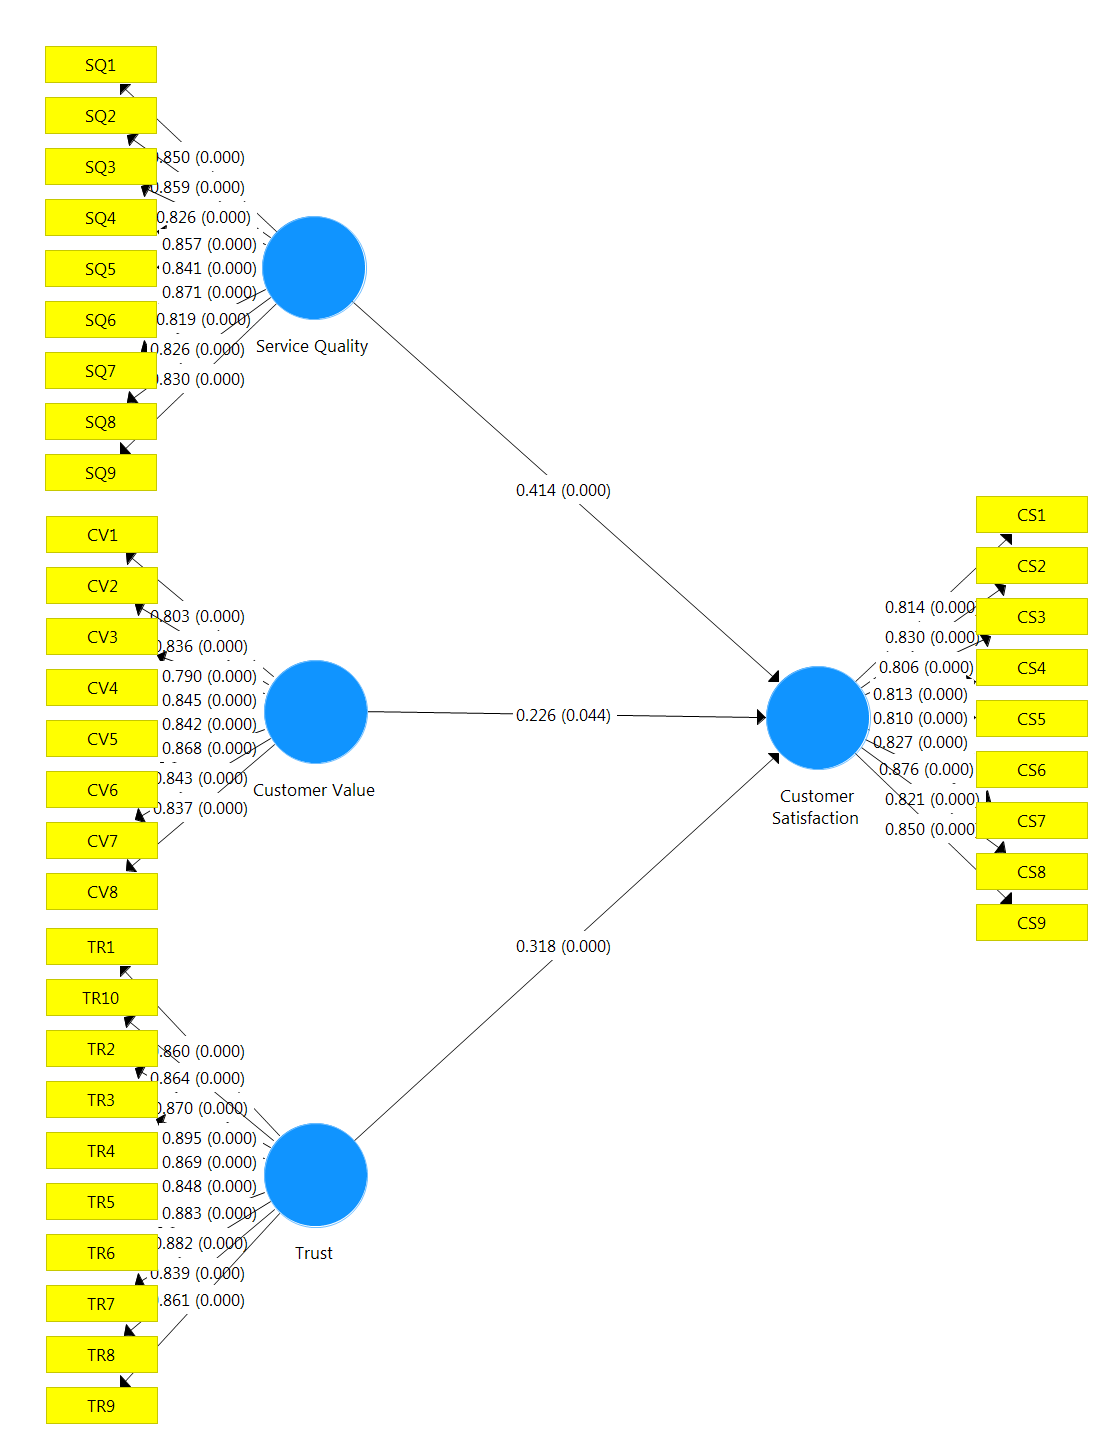 SQ1
SQ2
SQ3
SQ4
SQ5
SQ6
SQ7
SQ8
SQ9
0.850 (0.000)
0.859 (0.000)
0.826 (0.000)
0.857 (0.000)
0.841 (0.000)
0.871 (0.000)
0.819 (0.000)
0.826 (0.000)
0.830 (0.000)
Service Quality
0.414 (0.000)
CV1
CV2
CV3
CV4
CV5
CV6
CV7
CV8
0.803 (0.000)
0.836 (0.000)
0.790 (0.000)
0.845 (0.000)
0.842 (0.000)
0.868 (0.000)
0.843 (0.000)
0.837 (0.000)
Customer Value
0.226 (0.044)
TR1
TR10
TR2
TR3
TR4
TR5
TR6
TR7
TR8
TR9
0.860 (0.000)
0.864 (0.000)
0.870 (0.000)
0.895 (0.000)
0.869 (0.000)
0.848 (0.000)
0.883 (0.000)
0.882 (0.000)
0.839 (0.000)
0.861 (0.000)
Trust
0.318 (0.000)
Customer
Satisfaction
0.814 (0.000)
0.830 (0.000)
0.806 (0.000)
0.813 (0.000)
0.810 (0.000)
0.827 (0.000)
0.876 (0.000)
0.821 (0.000)
0.850 (0.000)
CS1
CS2
CS3
CS4
CS5
CS6
CS7
CS8
CS9